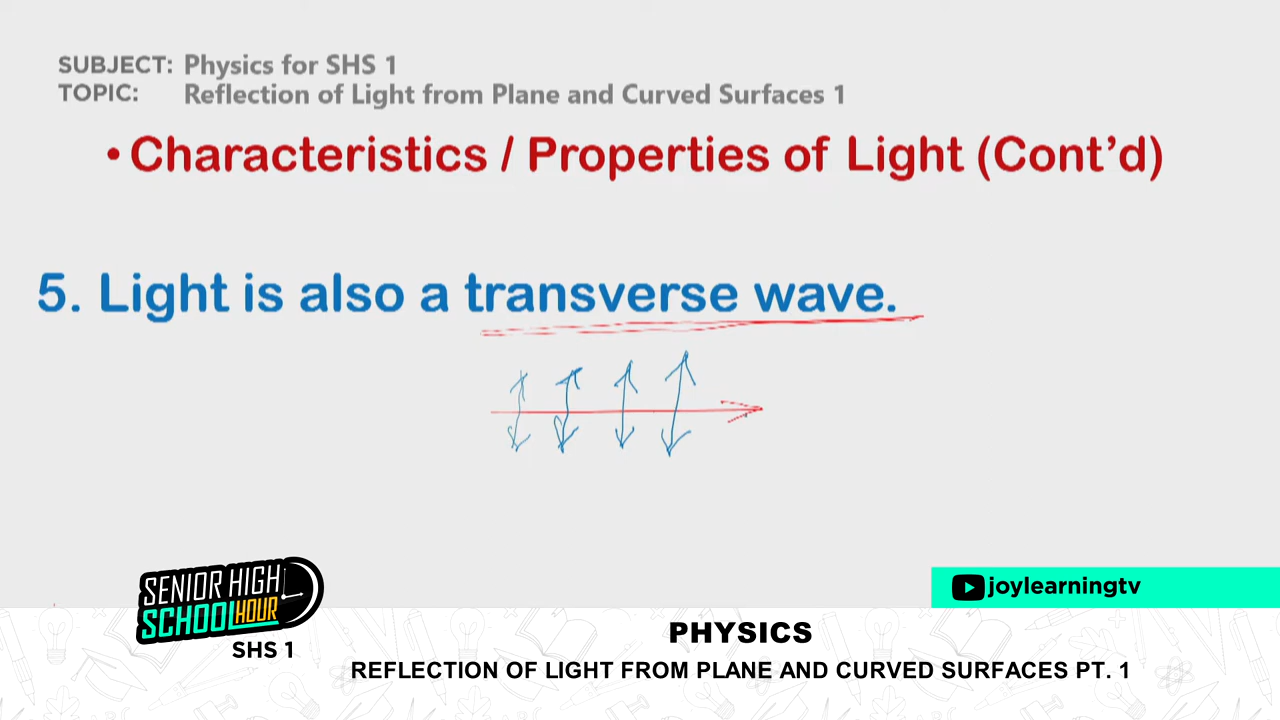 SUBJECT: Physics for SHS 1
TOPIC: Reflection of Light from Plane and Curved Surfaces 1
• Characteristics / Properties of Light (Cont’d)
5. Light is also a transverse wave.
SENIOR HIGH
SCHOOL HOUR
SHS 1
joylearningtv
PHYSICS
REFLECTION OF LIGHT FROM PLANE AND CURVED SURFACES PT. 1